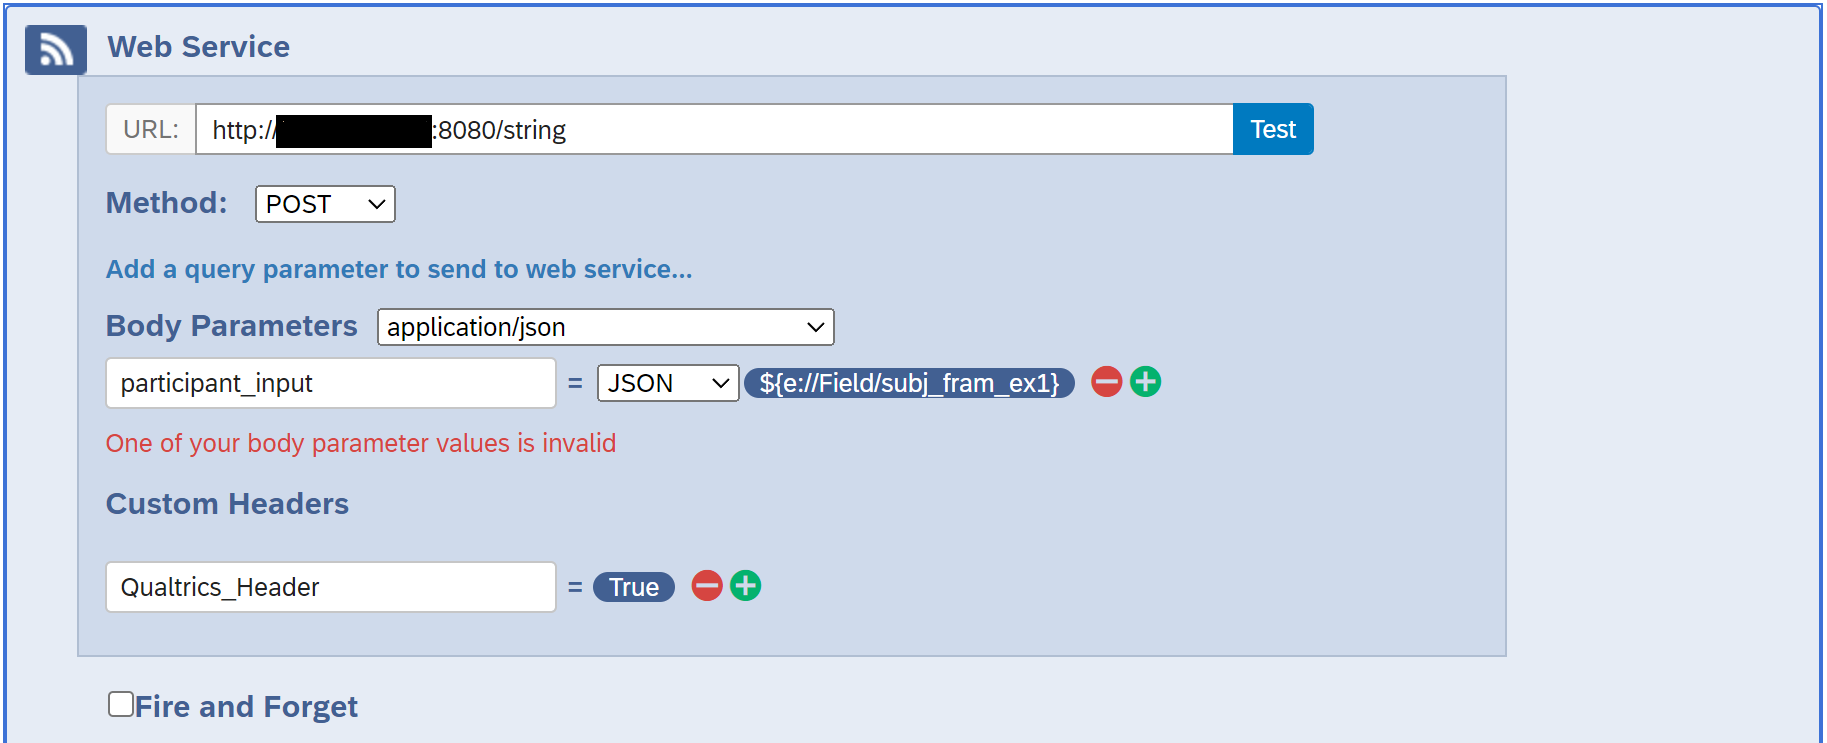 Web Service
URL: http:// :8080/string Test
Method: POST
Add a query parameter to send to web service...
Body Parameters application/json
participant_input = JSON ${e://Field/subj_fram_ex1}
One of your body parameter values is invalid
Custom Headers
Qualtrics_Header = True
Fire and Forget